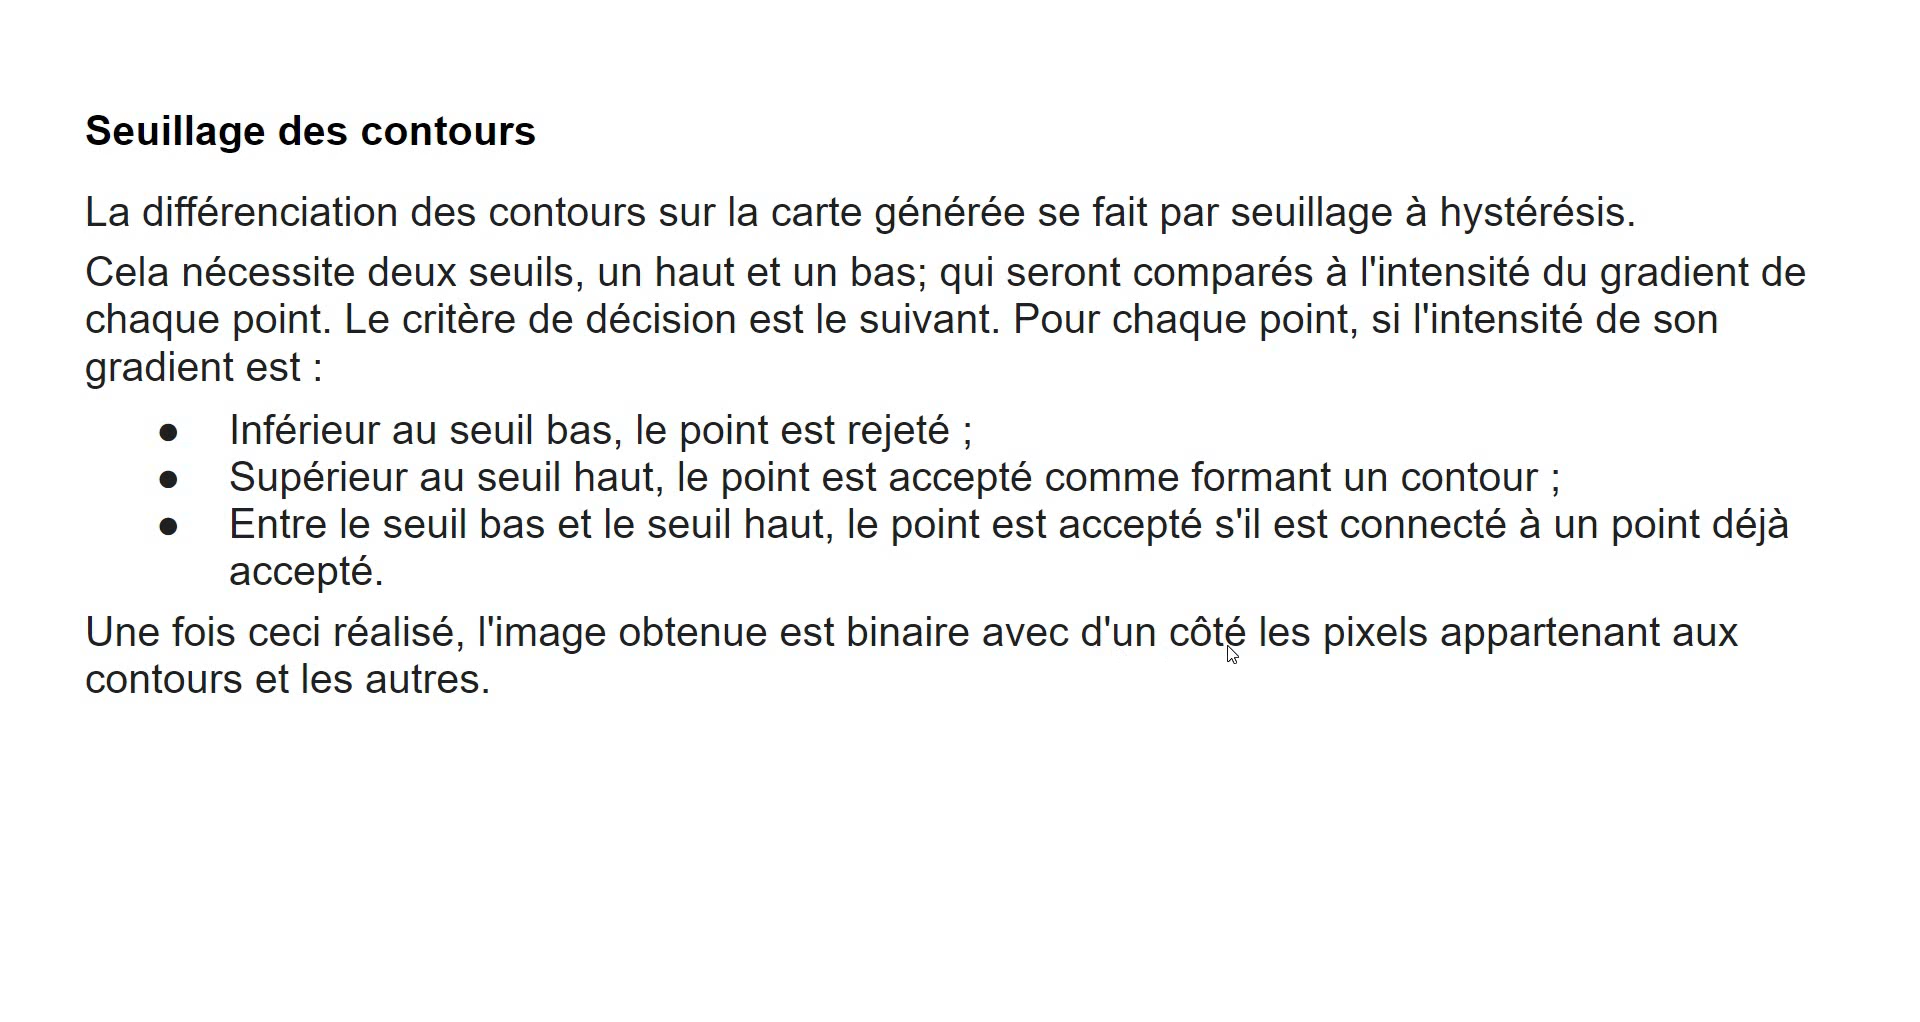 Seuillage des contours
La différenciation des contours sur la carte générée se fait par seuillage à hystérésis.
Cela nécessite deux seuils, un haut et un bas; qui seront comparés à l'intensité du gradient de
chaque point. Le critère de décision est le suivant. Pour chaque point, si l'intensité de son
gradient est :
● Inférieur au seuil bas, le point est rejeté ;
● Supérieur au seuil haut, le point est accepté comme formant un contour ;
● Entre le seuil bas et le seuil haut, le point est accepté s'il est connecté à un point déjà
accepté.
Une fois ceci réalisé, l'image obtenue est binaire avec d'un côté les pixels appartenant aux
contours et les autres.